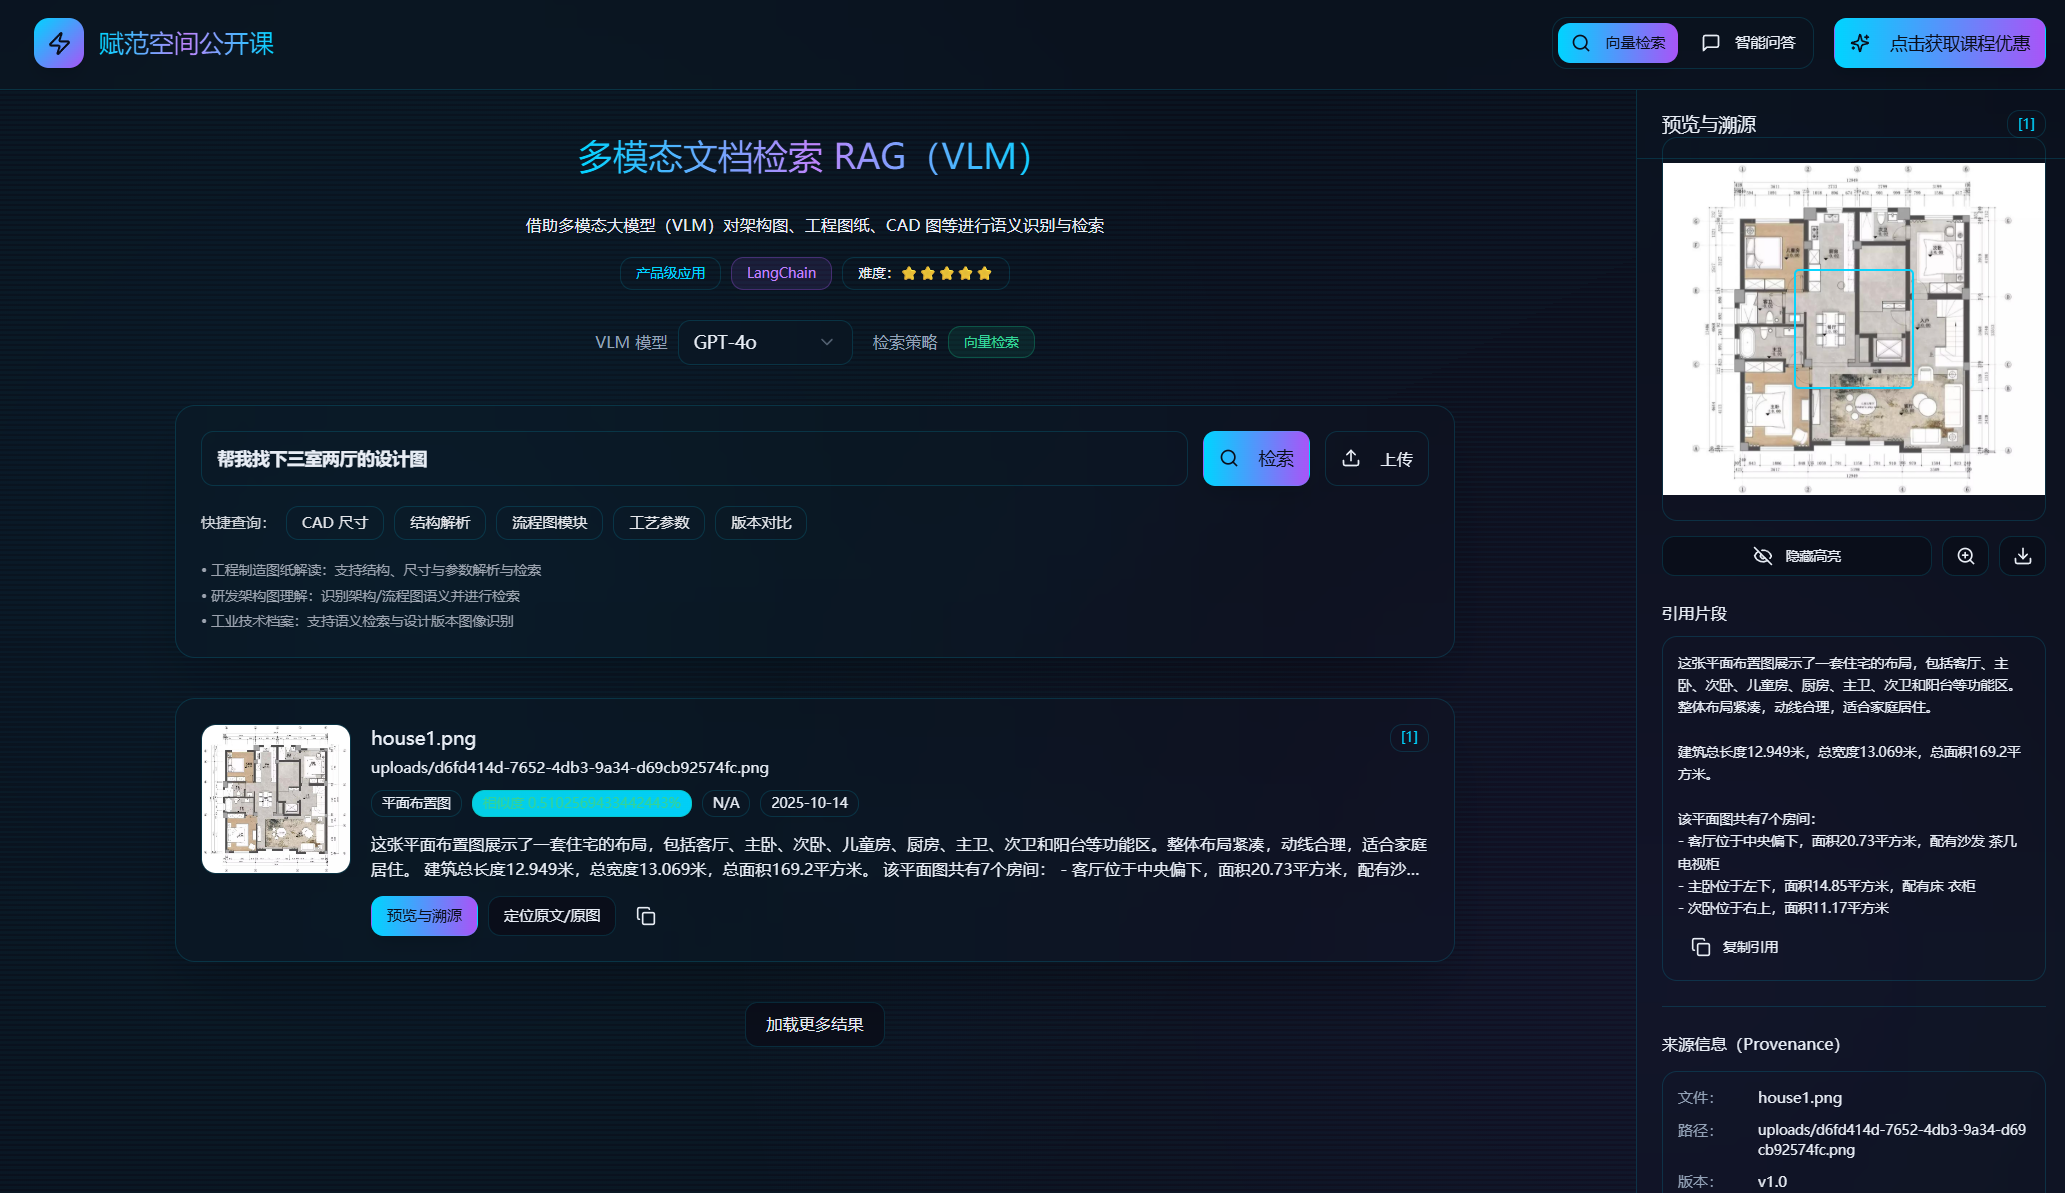 赋范空间公开课
向量检索
智能问答
点击获取课程优惠
多模态文档检索 RAG（VLM）
借助多模态大模型（VLM）对架构图、工程图纸、CAD 图等进行语义识别与检索
产品级应用
LangChain
难度：
VLM 模型
GPT-4o
检索策略
向量检索
帮我找下三室两厅的设计图
检索
上传
快捷查询：
CAD 尺寸
结构解析
流程图模块
工艺参数
版本对比
• 工程制造图纸解读：支持结构、尺寸与参数解析与检索
• 研发架构图理解：识别架构/流程图语义并进行检索
• 工业技术档案：支持语义检索与设计版本图像识别
house1.png
[1]
uploads/d6fd414d-7652-4db3-9a34-d69cb92574fc.png
平面布置图
N/A
2025-10-14
这张平面布置图展示了一套住宅的布局，包括客厅、主卧、次卧、儿童房、厨房、主卫、次卫和阳台等功能区。整体布局紧凑，动线合理，适合家庭
居住。 建筑总长度12.949米，总宽度13.069米，总面积169.2平方米。 该平面图共有7个房间： - 客厅位于中央偏下，面积20.73平方米，配有沙...
预览与溯源
定位原文/原图
加载更多结果
预览与溯源
[1]
隐藏高亮
引用片段
这张平面布置图展示了一套住宅的布局，包括客厅、主
卧、次卧、儿童房、厨房、主卫、次卫和阳台等功能区。
整体布局紧凑，动线合理，适合家庭居住。
建筑总长度12.949米，总宽度13.069米，总面积169.2平
方米。
该平面图共有7个房间：
- 客厅位于中央偏下，面积20.73平方米，配有沙发 茶几
电视柜
- 主卧位于左下，面积14.85平方米，配有床 衣柜
- 次卧位于右上，面积11.17平方米
复制引用
来源信息（Provenance）
文件：
house1.png
路径：
uploads/d6fd414d-7652-4db3-9a34-d69
cb92574fc.png
版本：
v1.0